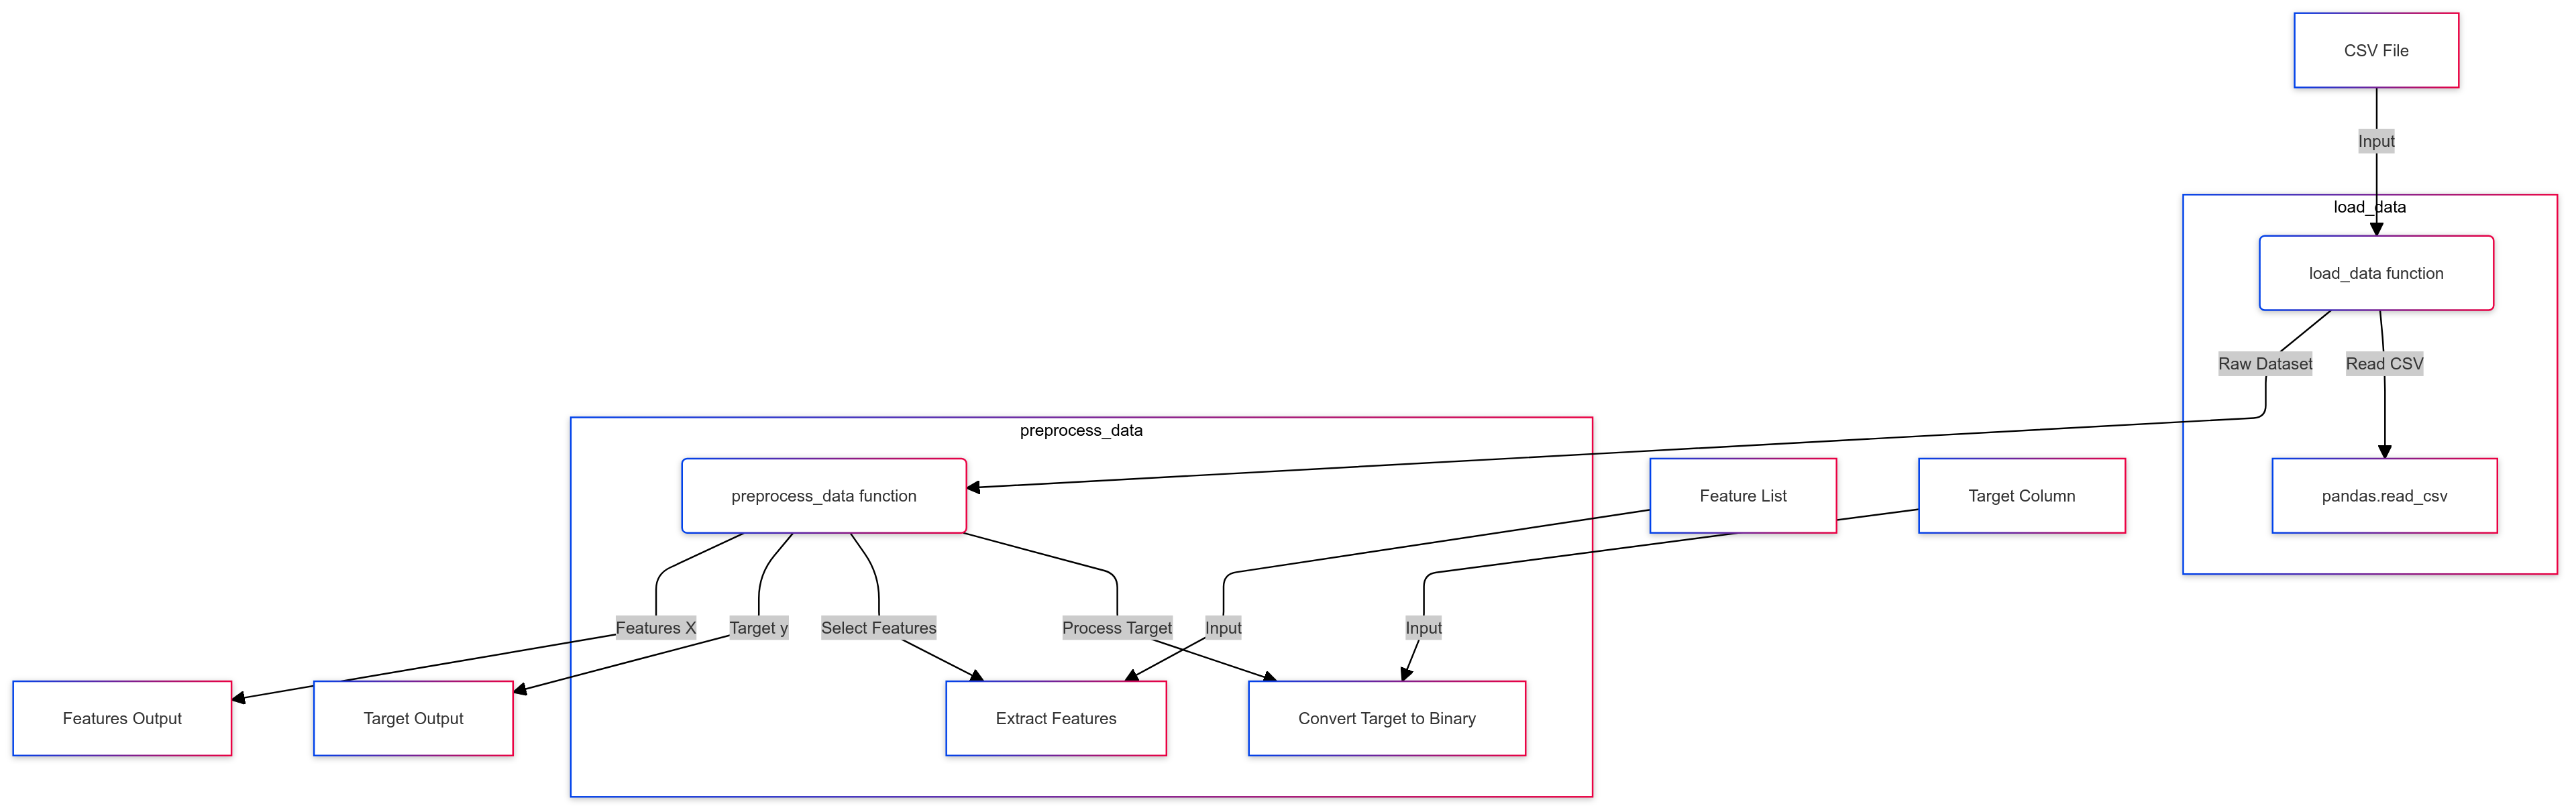 CSV File
Input
load_data
load_data function
Raw Dataset
Read CSV
preprocess_data
preprocess_data function
Feature List
Target Column
pandas.read_csv
Features X
Target y
Select Features
Process Target
Input
Input
Features Output
Target Output
Extract Features
Convert Target to Binary